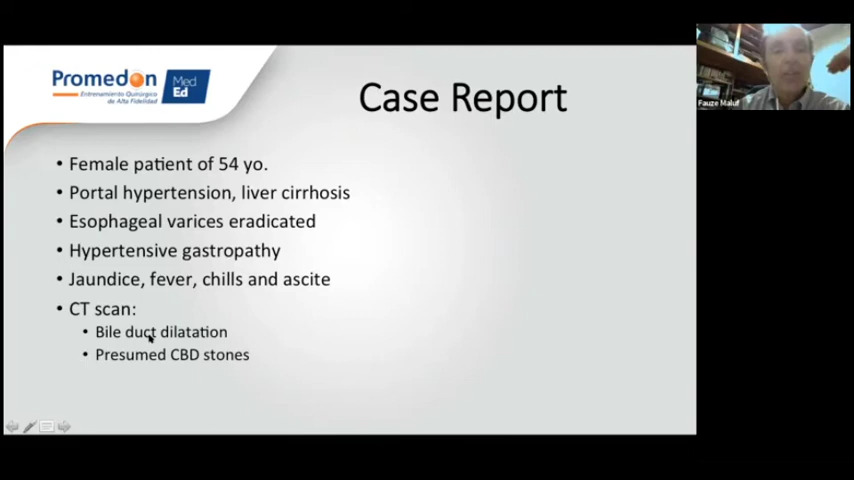 Promedon
Entrenamiento Quirúrgico
de Alta Fidelidad
Med
Ed
Case Report
Fauze Maluf
• Female patient of 54 yo.
• Portal hypertension, liver cirrhosis
• Esophageal varices eradicated
• Hypertensive gastropathy
• Jaundice, fever, chills and ascite
• CT scan:
• Bile duct dilatation
• Presumed CBD stones